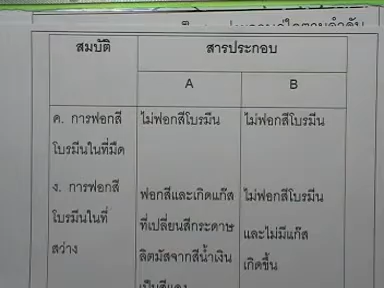 สมบัติ สารประกอบ
A B
ค. การฟอกสี ไม่ฟอกสีโบรมีน ไม่ฟอกสีโบรมีน
โบรมีนในที่มืด
ง. การฟอกสี ฟอกสีและเกิดแก๊ส ไม่ฟอกสีโบรมีน
โบรมีนในที่ ที่เปลี่ยนสีกระดาษ และไม่มีแก๊ส
สว่าง ลิตมัสจากสีน้ำเงิน เกิดขึ้น
เป็นสีแดง